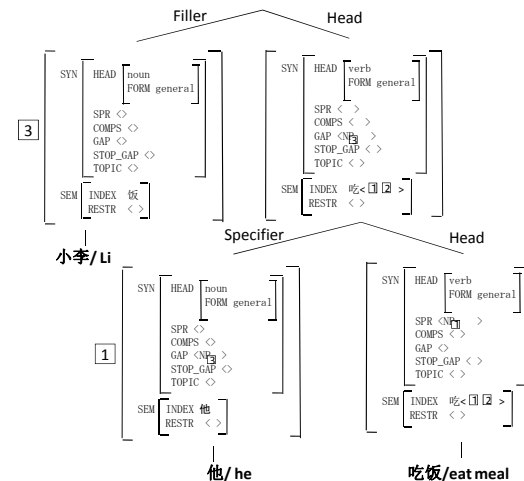 Filler Head
SYN HEAD noun
FORM general
SPR <>
COMPS <>
GAP <>
STOP_GAP <>
TOPIC <>
3
SEM INDEX 饭
RESTR < >
小李/ Li
SYN HEAD verb
FORM general
SPR < >
COMPS < >
GAP <NP3 >
STOP_GAP < >
TOPIC < >
SEM INDEX 吃< 1 2 >
RESTR < >
Specifier Head
SYN HEAD noun
FORM general
SPR <>
COMPS <>
GAP <NP3 >
STOP_GAP <>
TOPIC <>
1
SEM INDEX 他
RESTR < >
他/ he
SYN HEAD verb
FORM general
SPR <NP1 >
COMPS < >
GAP <>
STOP_GAP < >
TOPIC < >
SEM INDEX 吃< 1 2 >
RESTR < >
吃饭/eat meal